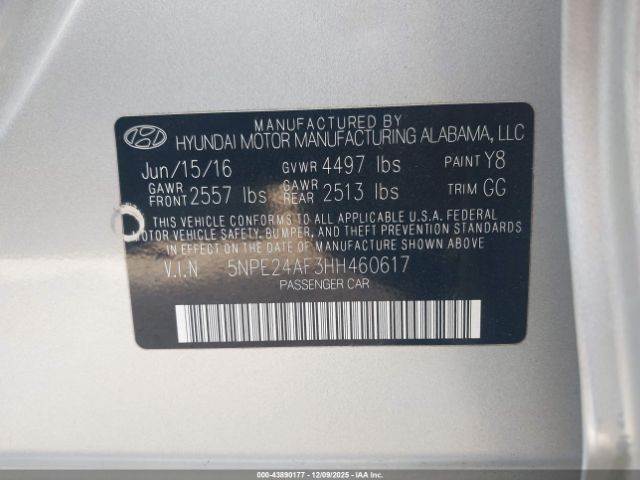 MANUFACTURED BY
HYUNDAI MOTOR MANUFACTURING ALABAMA, LLC
Jun/15/16 GVWR 4497 lbs PAINT Y8
GAWR FRONT 2557 lbs GAWR REAR 2513 lbs TRIM GG
THIS VEHICLE CONFORMS TO ALL APPLICABLE U.S.A. FEDERAL
MOTOR VEHICLE SAFETY, BUMPER, AND THEFT PREVENTION STANDARDS
IN EFFECT ON THE DATE OF MANUFACTURE SHOWN ABOVE.
V.I.N 5NPE24AF3HH460617
PASSENGER CAR
000-43890177 - 12/09/2025 - IAAI.COM